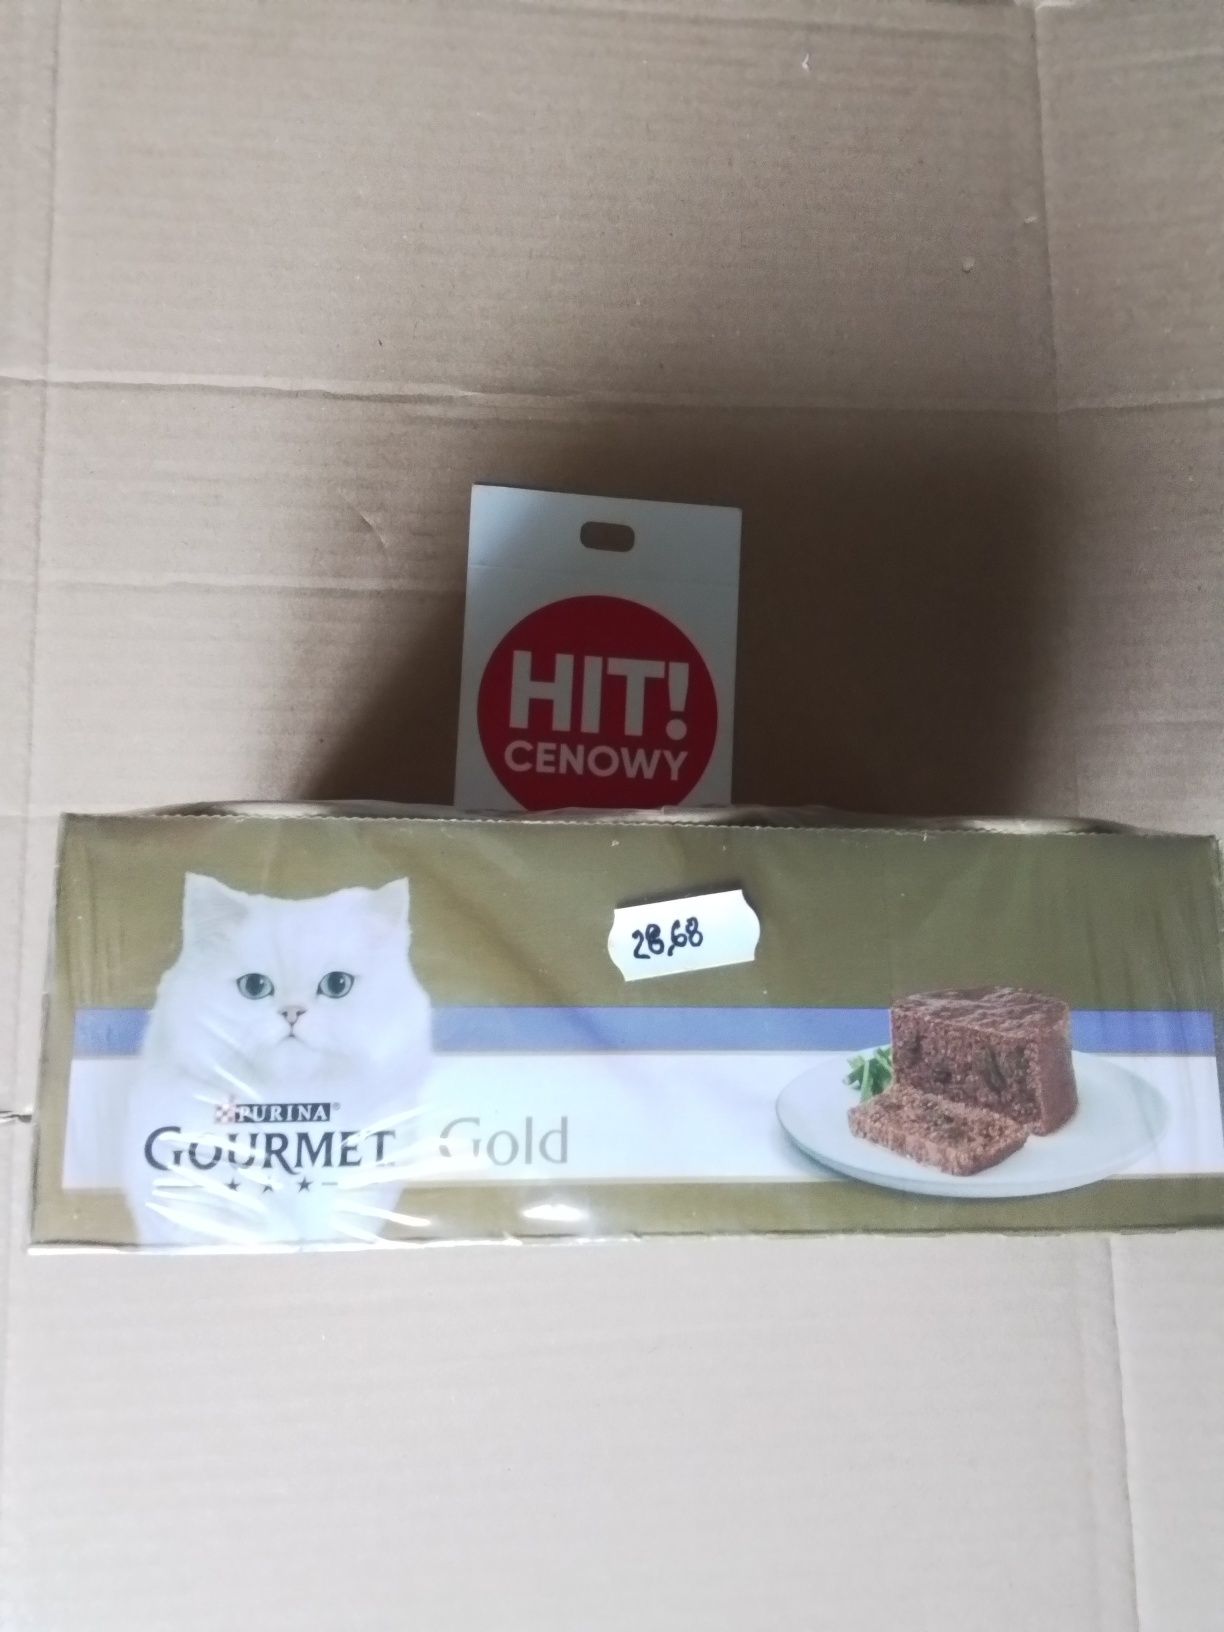 HIT!
CENOWY
28,68
PURINA®
GOURMET Gold